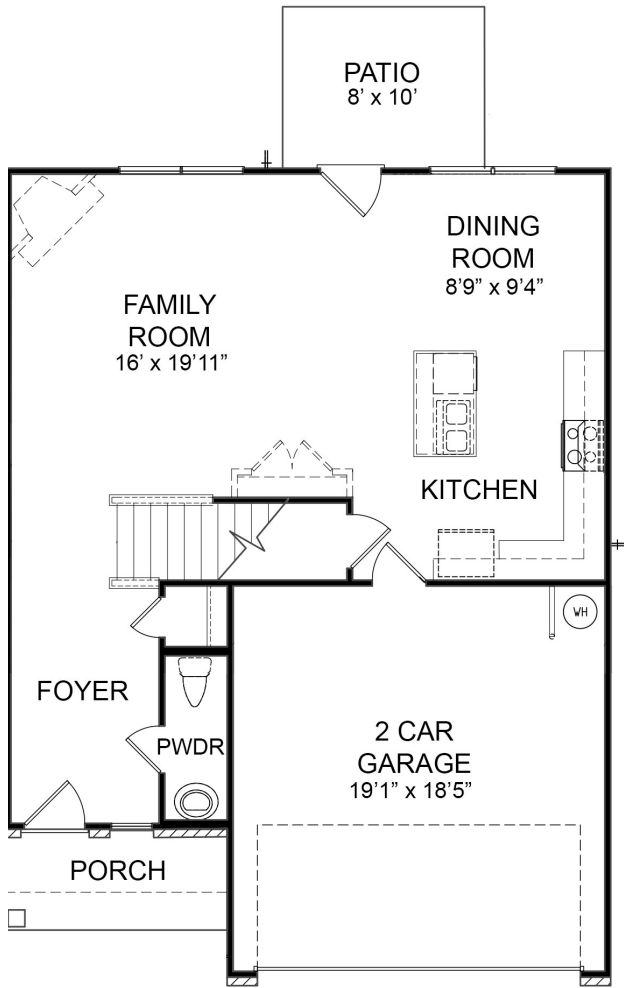 PATIO
8’ x 10’
DINING
ROOM
8’9” x 9’4”
FAMILY
ROOM
16’ x 19’11”
KITCHEN
WH
FOYER
PWDR
2 CAR
GARAGE
19’1” x 18’5”
PORCH